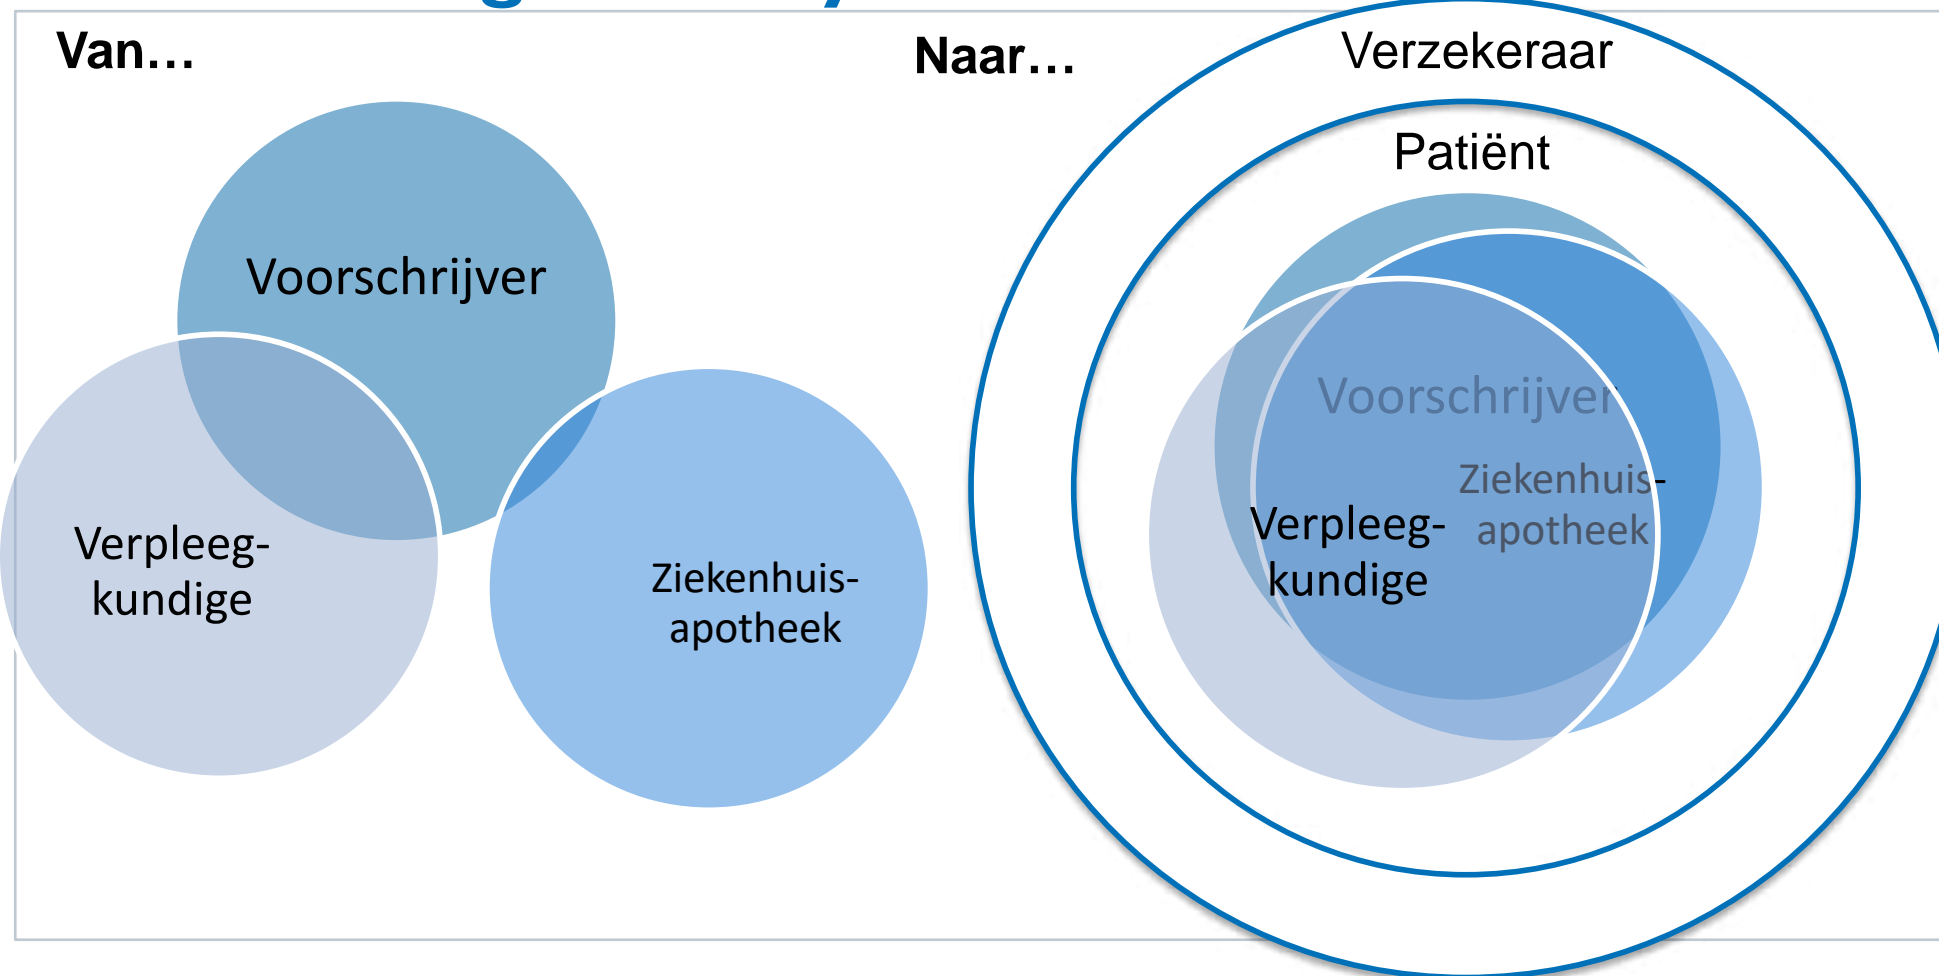 Van…
Voorschrijver
Verpleeg-
kundige
Ziekenhuis-
apotheek
Naar…
Verzekeraar
Patiënt
Voorschrijver
Ziekenhuis-
apotheek
Verpleeg-
kundige